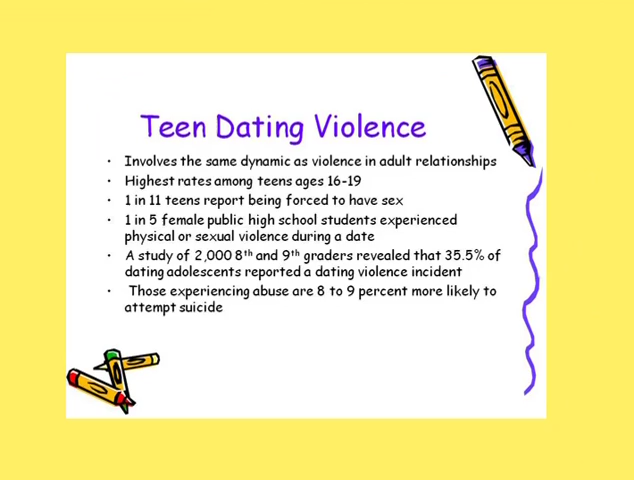 Teen Dating Violence
• Involves the same dynamic as violence in adult relationships
• Highest rates among teens ages 16-19
• 1 in 11 teens report being forced to have sex
• 1 in 5 female public high school students experienced
physical or sexual violence during a date
• A study of 2,000 8th and 9th graders revealed that 35.5% of
dating adolescents reported a dating violence incident
• Those experiencing abuse are 8 to 9 percent more likely to
attempt suicide